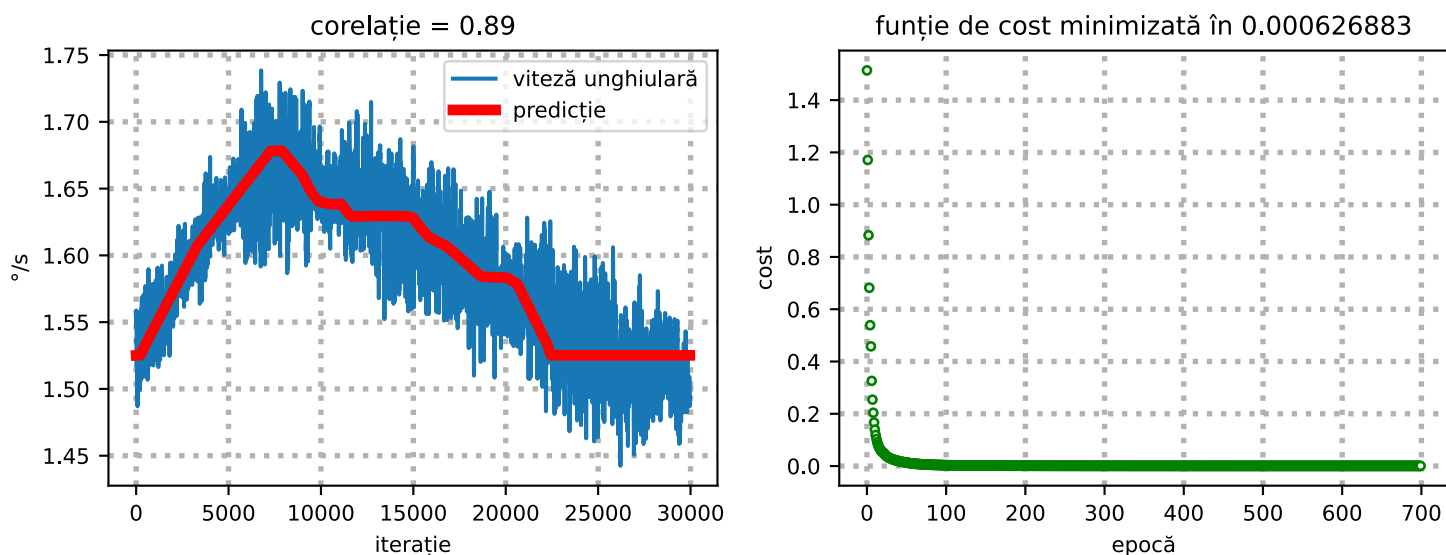 corelație = 0.89
1.75
1.70
1.65
1.60
1.55
1.50
1.45
°/s
viteză unghiulară
predicție
0 5000 10000 15000 20000 25000 30000
iterație
funție de cost minimizată în 0.000626883
1.4
1.2
1.0
0.8
0.6
0.4
0.2
0.0
cost
0 100 200 300 400 500 600 700
epocă